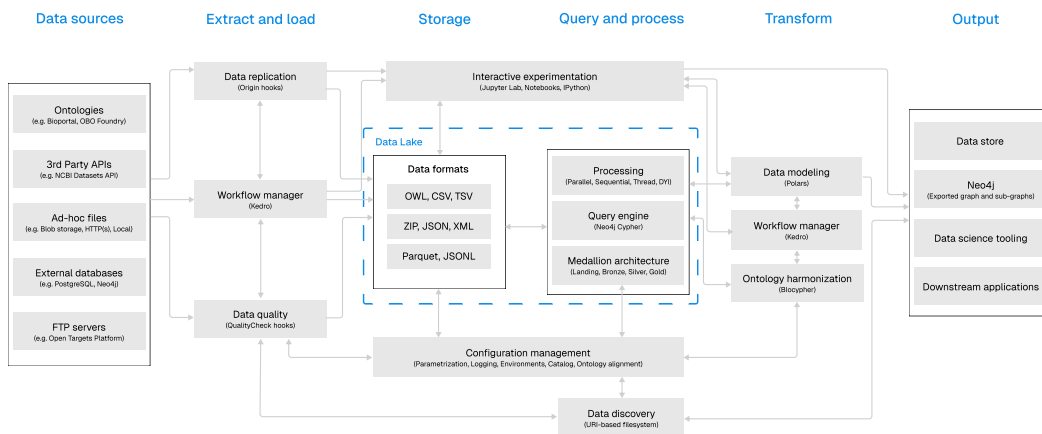 Data sources
Extract and load
Storage
Query and process
Transform
Output
Ontologies
(e.g. Bioportal, OBO Foundry)
3rd Party APIs
(e.g. NCBI Datasets API)
Ad-hoc files
(e.g. Blob storage, HTTP(s), Local)
External databases
(e.g. PostgreSQL, Neo4j)
FTP servers
(e.g. Open Targets Platform)
Data replication
(Origin hooks)
Workflow manager
(Kedro)
Data quality
(QualityCheck hooks)
Interactive experimentation
(Jupyter Lab, Notebooks, IPython)
Data Lake
Data formats
OWL, CSV, TSV
ZIP, JSON, XML
Parquet, JSONL
Processing
(Parallel, Sequential, Thread, DYI)
Query engine
(Neo4j Cypher)
Medallion architecture
(Landing, Bronze, Silver, Gold)
Configuration management
(Parametrization, Logging, Environments, Catalog, Ontology alignment)
Data discovery
(URI-based filesystem)
Data modeling
(Polars)
Workflow manager
(Kedro)
Ontology harmonization
(Biocypher)
Data store
Neo4j
(Exported graph and sub-graphs)
Data science tooling
Downstream applications